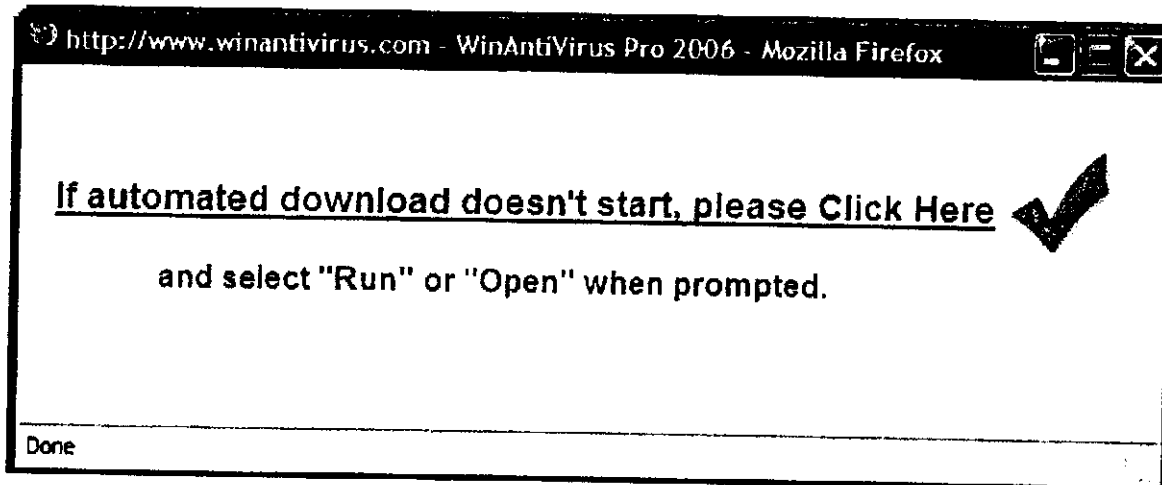 http://www.winantivirus.com - WinAntiVirus Pro 2006 - Mozilla Firefox
If automated download doesn't start, please Click Here
and select "Run" or "Open" when prompted.
Done